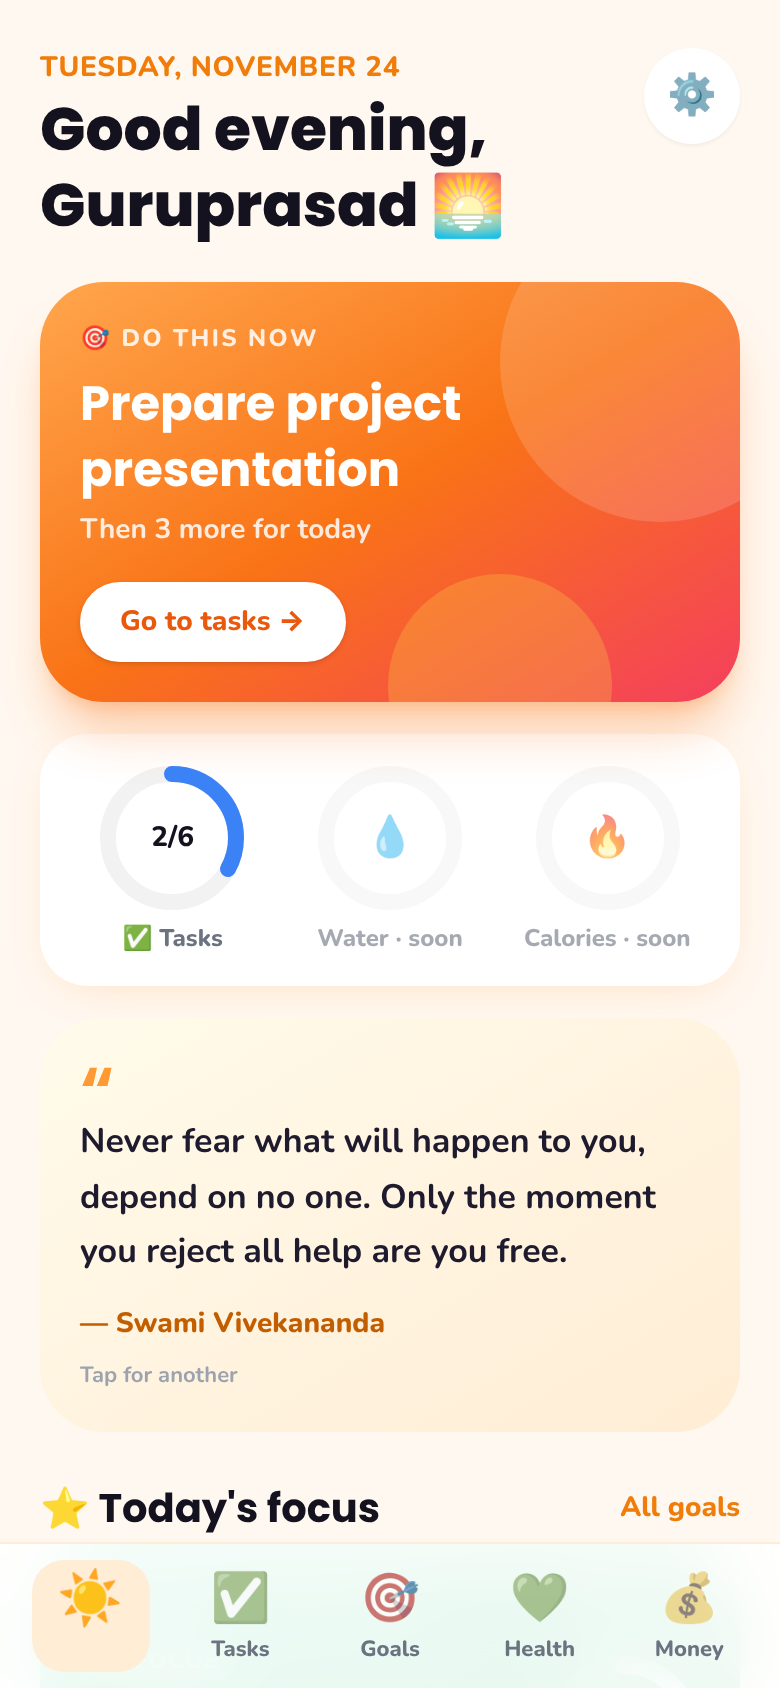 TUESDAY, NOVEMBER 24
Good evening,
Guruprasad
DO THIS NOW
Prepare project
presentation
Then 3 more for today
Go to tasks →
2/6
Tasks
Water · soon
Calories · soon
“
Never fear what will happen to you,
depend on no one. Only the moment
you reject all help are you free.
— Swami Vivekananda
Tap for another
Today's focus
All goals
Tasks
Goals
Health
Money